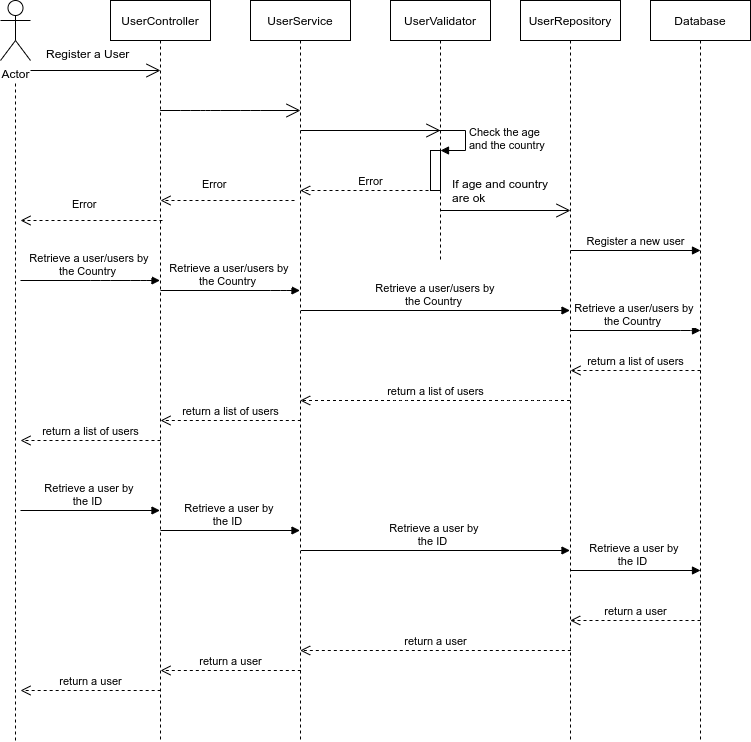 UserController
UserService
UserValidator
UserRepository
Database
Register a User
Actor
Check the age
and the country
Error
Error
Error
If age and country
are ok
Register a new user
Retrieve a user/users by
the Country
Retrieve a user/users by
the Country
Retrieve a user/users by
the Country
Retrieve a user/users by
the Country
return a list of users
return a list of users
return a list of users
return a list of users
Retrieve a user by
the ID
Retrieve a user by
the ID
Retrieve a user by
the ID
Retrieve a user by
the ID
return a user
return a user
return a user
return a user